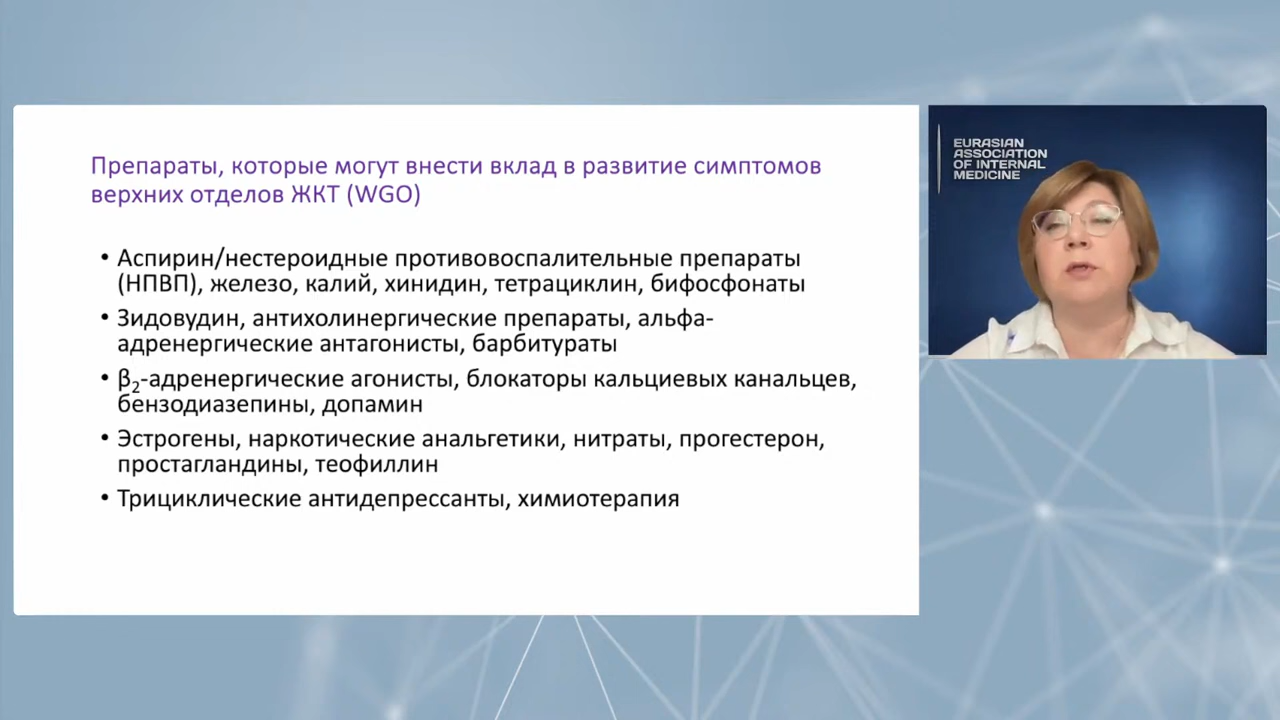 Препараты, которые могут внести вклад в развитие симптомов
верхних отделов ЖКТ (WGO)
• Аспирин/нестероидные противовоспалительные препараты
(НПВП), железо, калий, хинидин, тетрациклин, бифосфонаты
• Зидовудин, антихолинергические препараты, альфа-
адренергические антагонисты, барбитураты
• β₂-адренергические агонисты, блокаторы кальциевых канальцев,
бензодиазепины, допамин
• Эстрогены, наркотические анальгетики, нитраты, прогестерон,
простагландины, теофиллин
• Трициклические антидепрессанты, химиотерапия
EURASIAN
ASSOCIATION
OF INTERNAL
MEDICINE